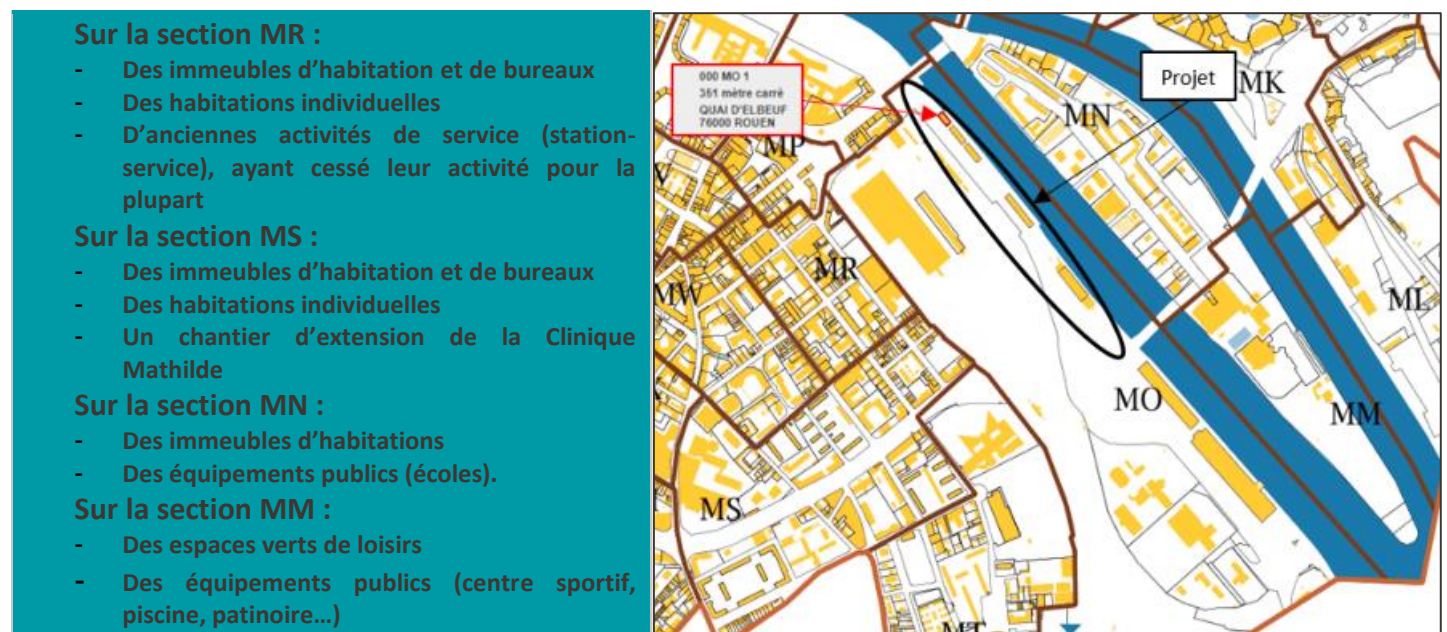 Sur la section MR :
- Des immeubles d’habitation et de bureaux
- Des habitations individuelles
- D’anciennes activités de service (station-
service), ayant cessé leur activité pour la
plupart
Sur la section MS :
- Des immeubles d’habitation et de bureaux
- Des habitations individuelles
- Un chantier d’extension de la Clinique
Mathilde
Sur la section MN :
- Des immeubles d’habitations
- Des équipements publics (écoles).
Sur la section MM :
- Des espaces verts de loisirs
- Des équipements publics (centre sportif,
piscine, patinoire…)
000 MO 1
351 mètre carrè
QUAI D'ELBEUF
76000 ROUEN
Projet
MK
MN
MP
MR
MW
ML
MO
MM
MS
MT